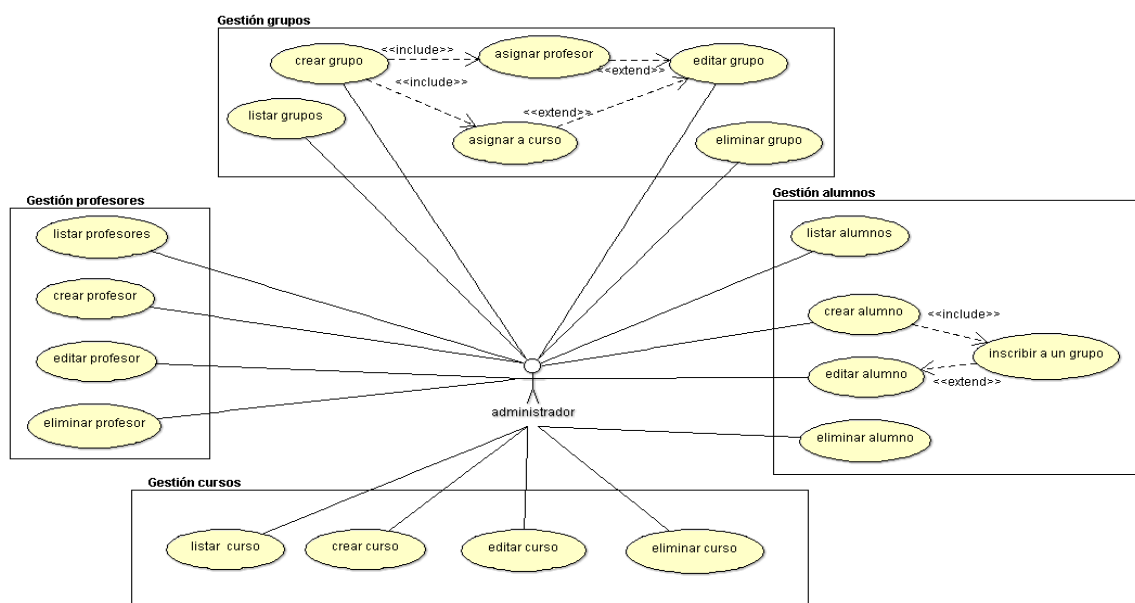 Gestión grupos
crear grupo
<<include>>
asignar profesor
<<extend>>
editar grupo
<<include>>
listar grupos
<<extend>>
asignar a curso
eliminar grupo
Gestión profesores
listar profesores
crear profesor
editar profesor
eliminar profesor
Gestión alumnos
listar alumnos
crear alumno
<<include>>
inscribir a un grupo
editar alumno
<<extend>>
eliminar alumno
administrador
Gestión cursos
listar curso
crear curso
editar curso
eliminar curso